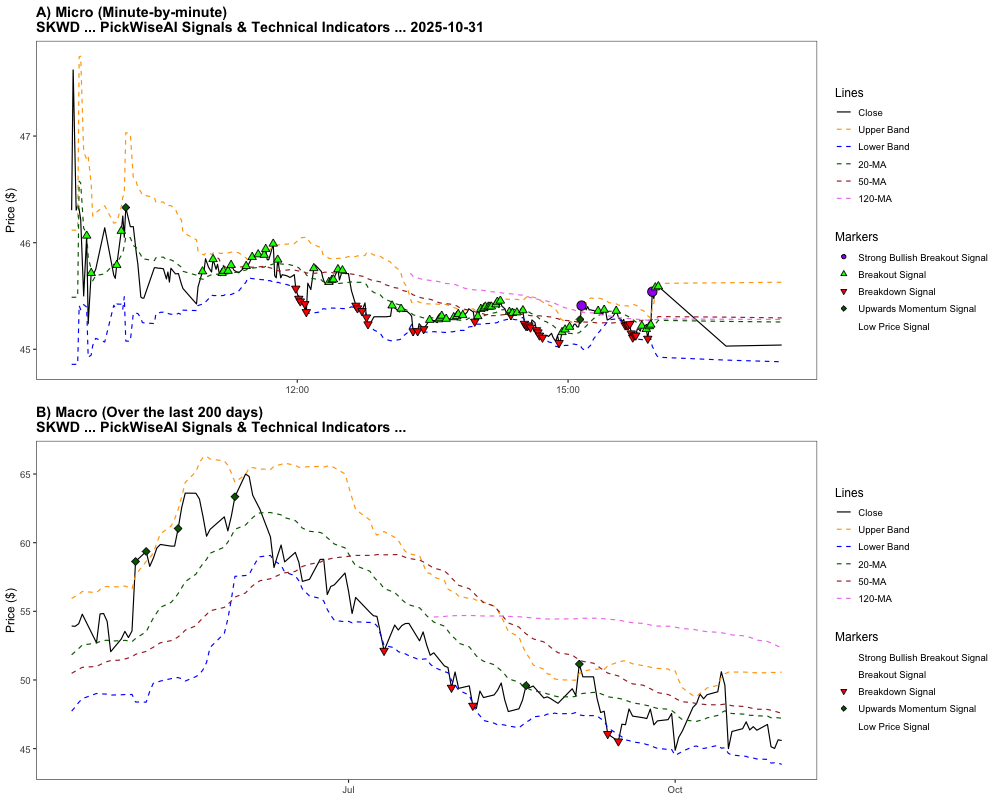 A) Micro (Minute-by-minute)
SKWD ... PickWiseAI Signals & Technical Indicators ... 2025-10-31
Price ($)
47
46
45
12:00
15:00
Lines
Close
Upper Band
Lower Band
20-MA
50-MA
120-MA
Markers
Strong Bullish Breakout Signal
Breakout Signal
Breakdown Signal
Upwards Momentum Signal
Low Price Signal
B) Macro (Over the last 200 days)
SKWD ... PickWiseAI Signals & Technical Indicators ...
Price ($)
65
60
55
50
45
Jul
Oct
Lines
Close
Upper Band
Lower Band
20-MA
50-MA
120-MA
Markers
Strong Bullish Breakout Signal
Breakout Signal
Breakdown Signal
Upwards Momentum Signal
Low Price Signal